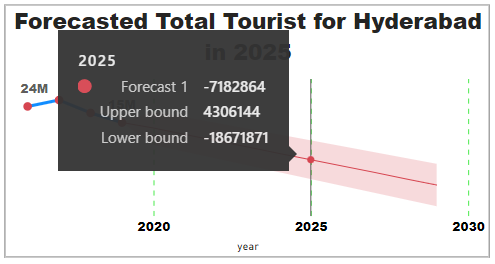 Forecasted Total Tourist for Hyderabad
in 2025
2025
Forecast 1 -7182864
Upper bound 4306144
Lower bound -18671871
24M
2020 2025 2030
year